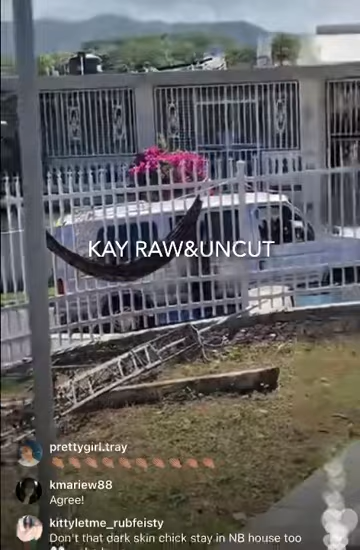 KAY RAW&UNCUT
prettygirl.tray
kmariew88
Agree!
kittyletme_rubfeisty
Don't that dark skin chick stay in NB house too